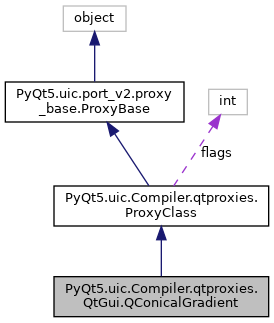 object
PyQt5.uic.port_v2.proxy
_base.ProxyBase
int
flags
PyQt5.uic.Compiler.qtproxies.
ProxyClass
PyQt5.uic.Compiler.qtproxies.
QtGui.QConicalGradient